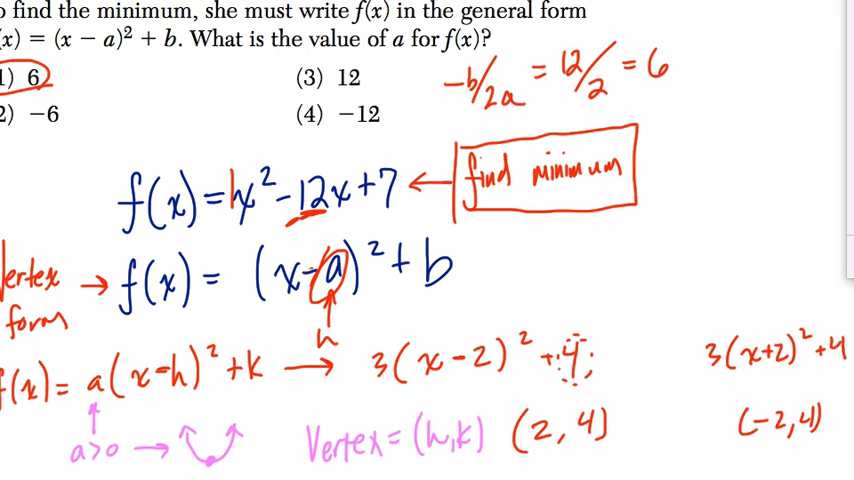 o find the minimum, she must write f(x) in the general form
(x) = (x − a)² + b. What is the value of a for f(x)?
1) 6
(3) 12
2) −6
(4) −12
-b/2a = 12/2 = 6
f(x) = 1x² - 12x + 7 ← find minimum
Vertex form → f(x) = (x - a)² + b
h
f(x) = a(x-h)² + k → 3(x-2)² + 4
3(x+2)² + 4
a>0 →
Vertex = (h,k) (2, 4)
(-2, 4)